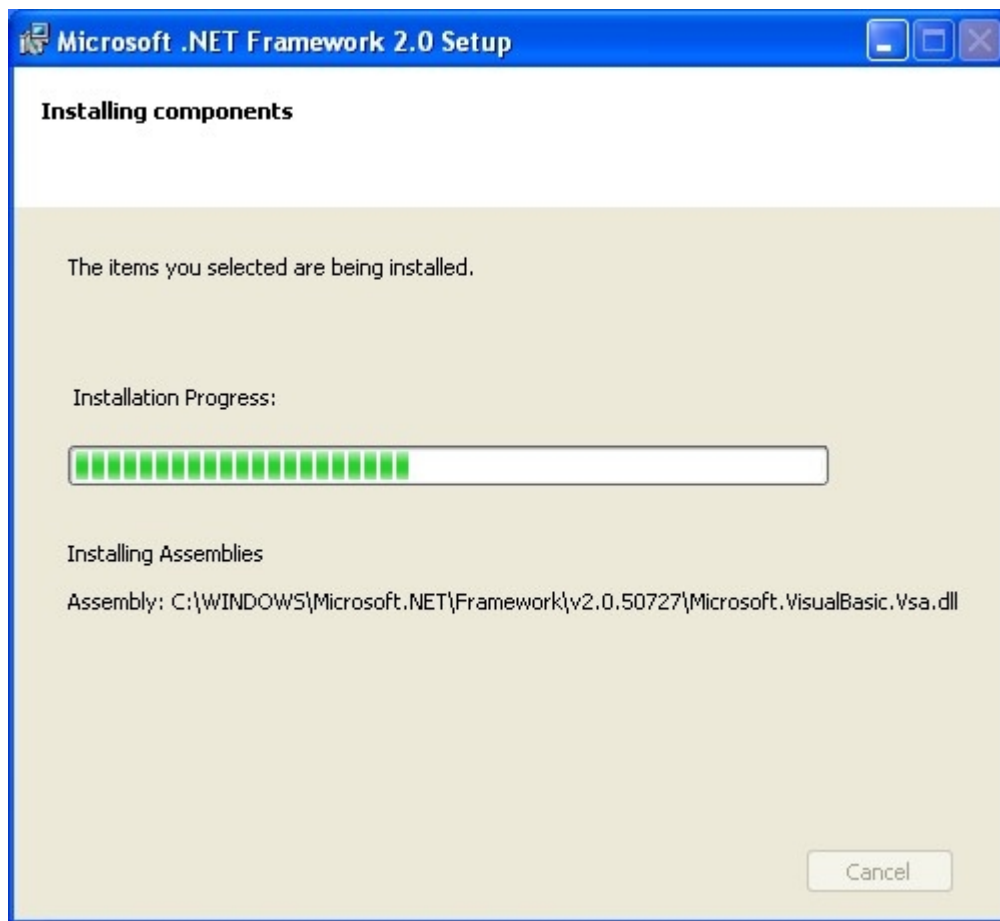 Microsoft .NET Framework 2.0 Setup
Installing components
The items you selected are being installed.
Installation Progress:
Installing Assemblies
Assembly: C:\WINDOWS\Microsoft.NET\Framework\v2.0.50727\Microsoft.VisualBasic.Vsa.dll
Cancel